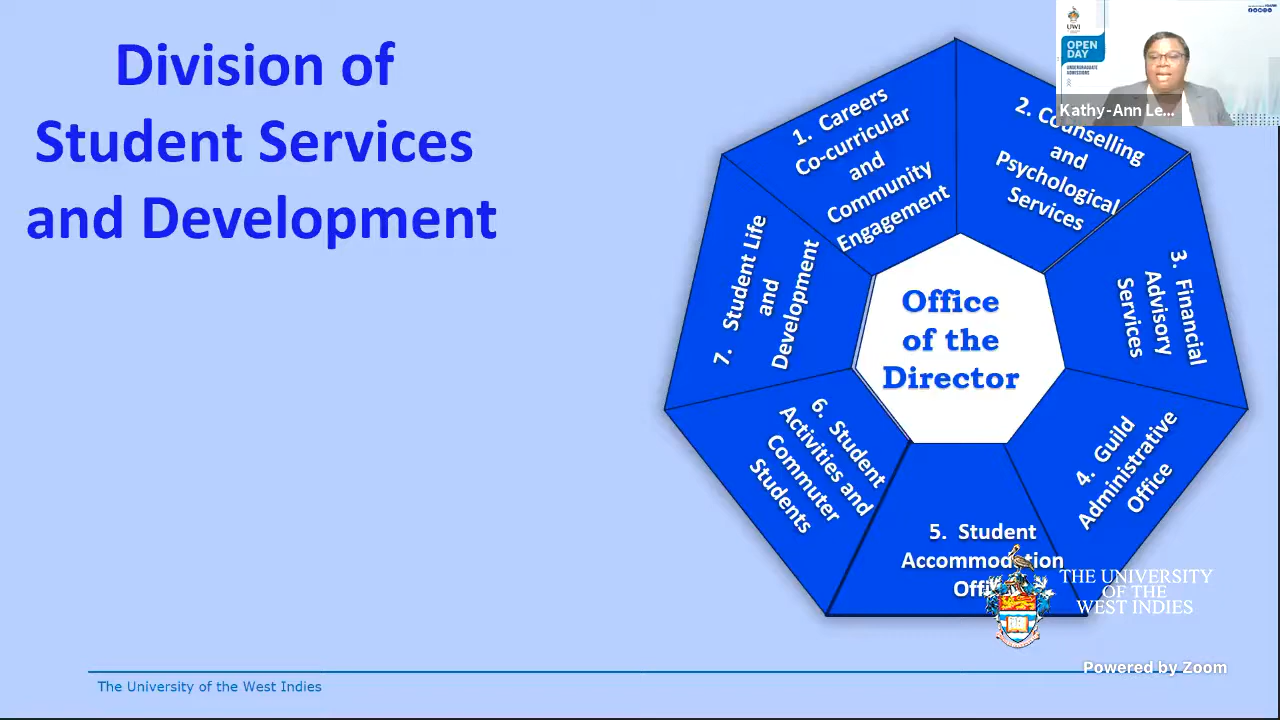 Division of
Student Services
and Development
1. Careers
Co-curricular
and
Community
Engagement
2. Counselling
and
Psychological
Services
3. Financial
Advisory
Services
4. Guild
Administrative
Office
5. Student
Accommodation
6. Student
Activities and
Commuter
Students
7. Student Life
and
Development
Office
of the
Director
UWI
OPEN
DAY
UNDERGRADUATE
ADMISSIONS
Kathy-Ann Le...
THE UNIVERSITY
OF THE
WEST INDIES
Powered by Zoom
The University of the West Indies